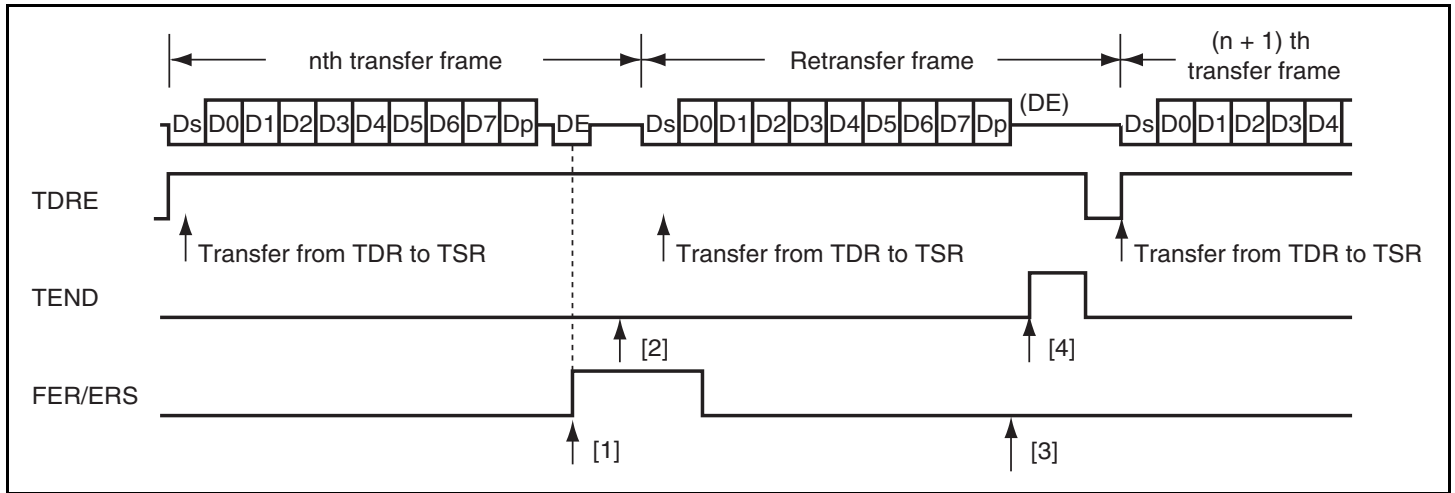 nth transfer frame
Retransfer frame
(n + 1) th
transfer frame
Ds D0 D1 D2 D3 D4 D5 D6 D7 Dp DE Ds D0 D1 D2 D3 D4 D5 D6 D7 Dp (DE) Ds D0 D1 D2 D3 D4
TDRE
Transfer from TDR to TSR Transfer from TDR to TSR Transfer from TDR to TSR
TEND
[2] [4]
FER/ERS
[1] [3]